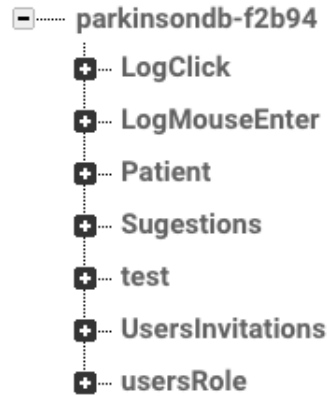 parkinsondb-f2b94
LogClick
LogMouseEnter
Patient
Sugestions
test
UsersInvitations
usersRole